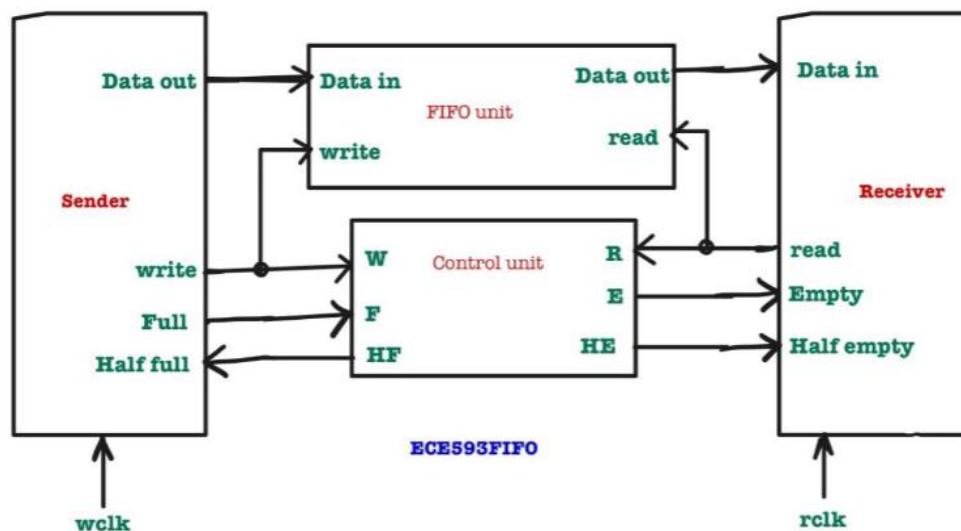 Data out
Sender
write
Full
Half full
wclk
Data in
FIFO unit
Data out
write
read
W
Control unit
R
F
E
HF
HE
ECE593FIFO
Data in
Receiver
read
Empty
Half empty
rclk